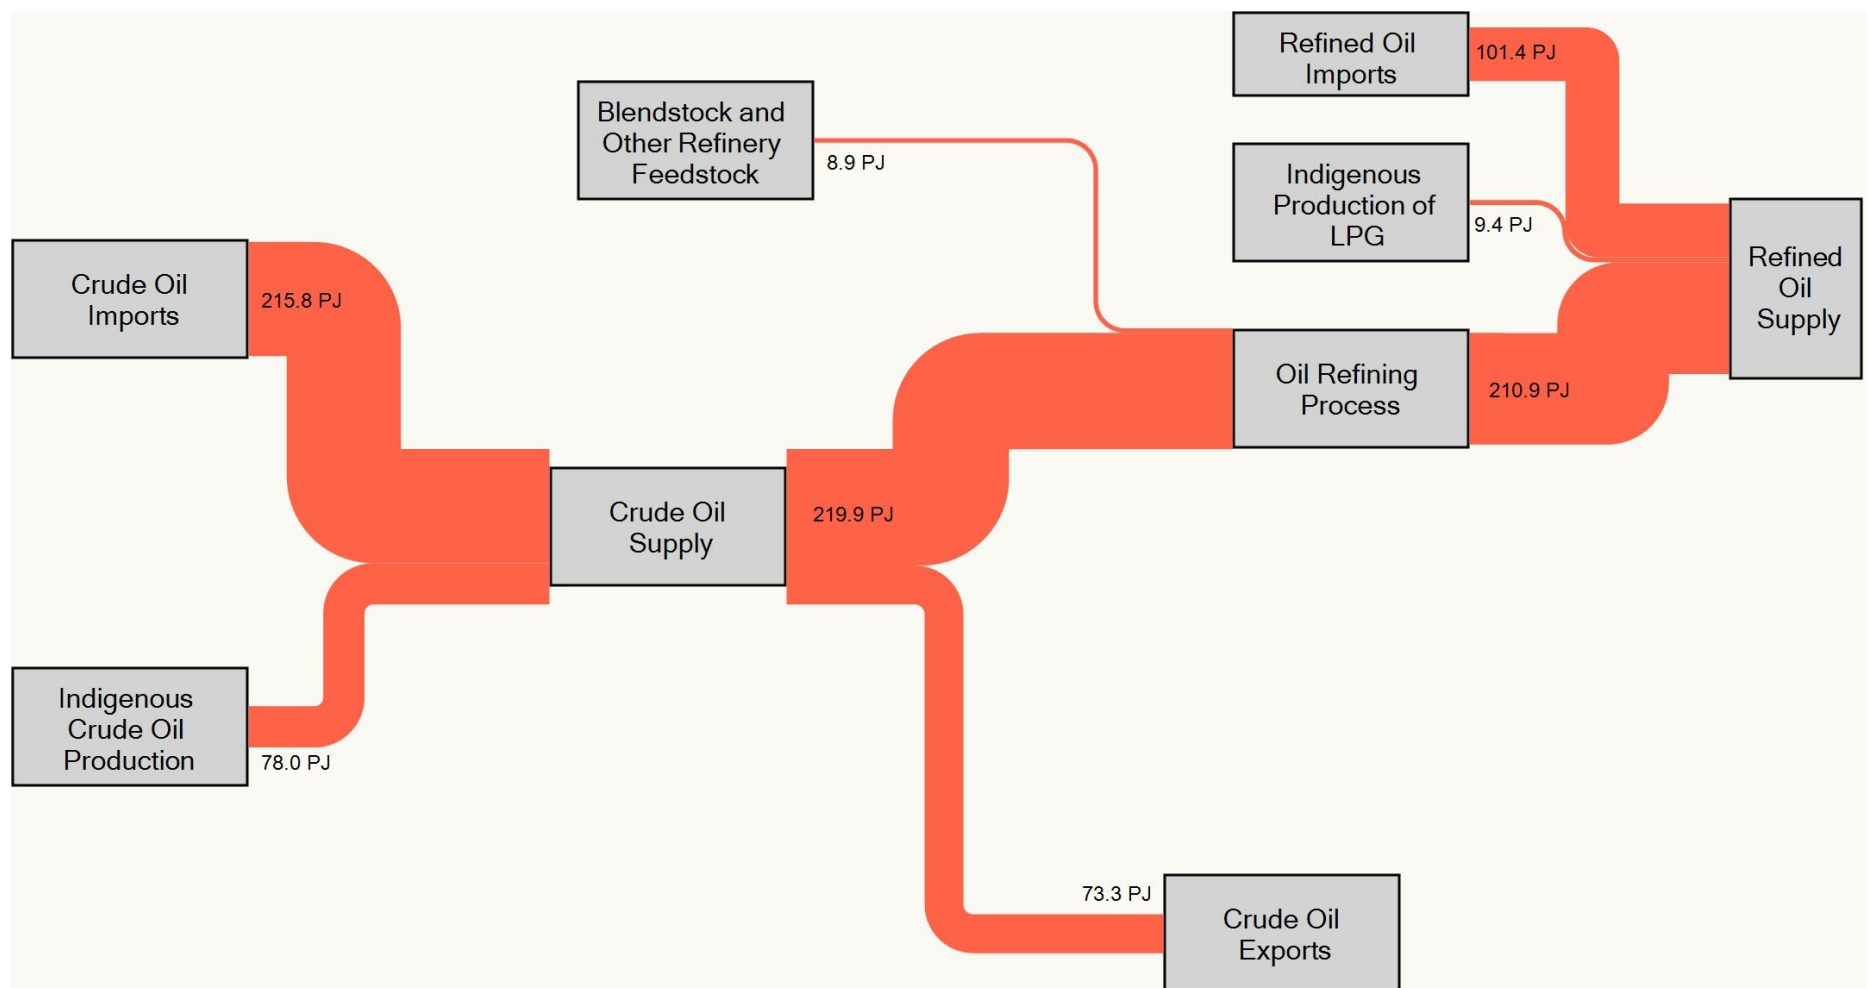 Refined Oil
Imports
101.4 PJ
Blendstock and
Other Refinery
Feedstock
8.9 PJ
Indigenous
Production of
LPG
9.4 PJ
Refined
Oil
Supply
Crude Oil
Imports
215.8 PJ
Oil Refining
Process
210.9 PJ
Crude Oil
Supply
219.9 PJ
Indigenous
Crude Oil
Production
78.0 PJ
73.3 PJ
Crude Oil
Exports